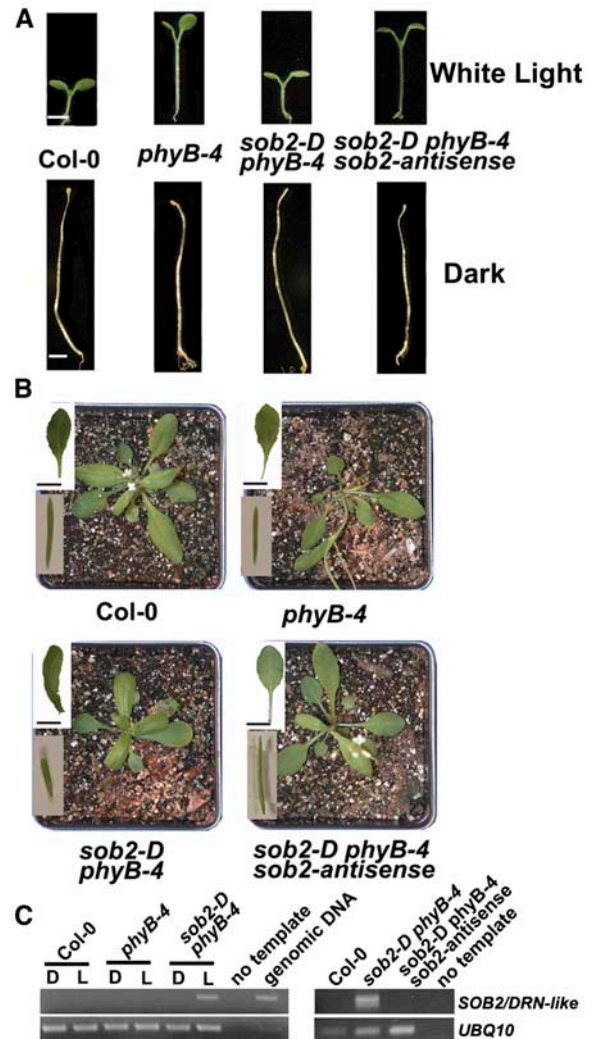 A
White Light
Col-0 phyB-4 sob2-D phyB-4 sob2-D phyB-4 sob2-antisense
Dark
B
Col-0 phyB-4
sob2-D phyB-4 sob2-D phyB-4 sob2-antisense
C
Col-0 phyB-4 sob2-D phyB-4 no template genomic DNA Col-0 sob2-D phyB-4 sob2-D phyB-4 sob2-antisense no template
D L D L D L
SOB2/DRN-like
UBQ10